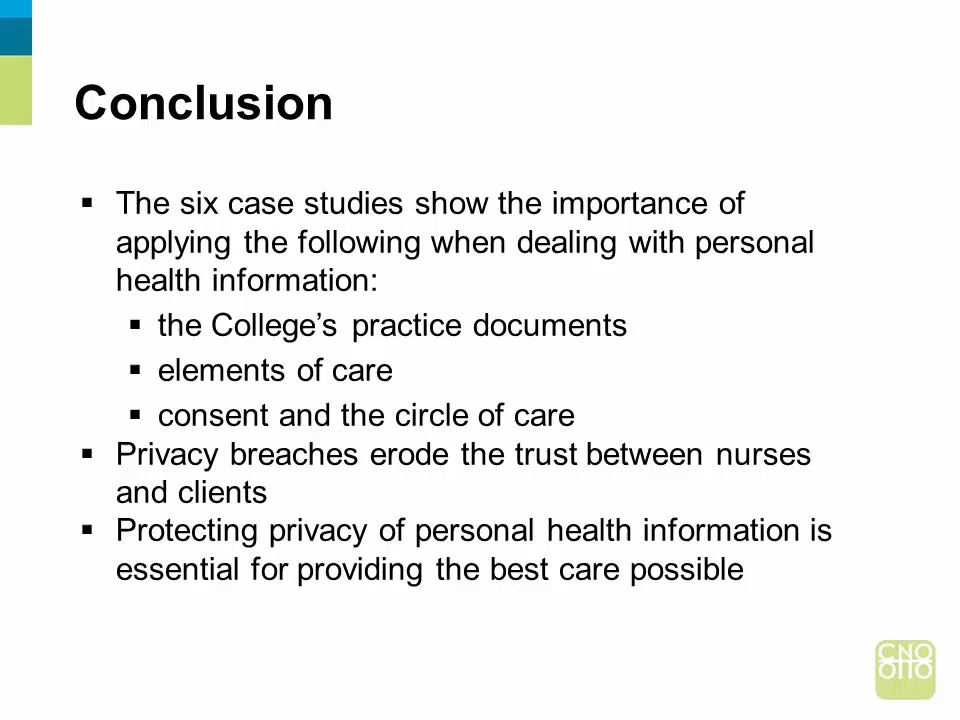 Conclusion
▪ The six case studies show the importance of
applying the following when dealing with personal
health information:
▪ the College’s practice documents
▪ elements of care
▪ consent and the circle of care
▪ Privacy breaches erode the trust between nurses
and clients
▪ Protecting privacy of personal health information is
essential for providing the best care possible
CNO
OIIO